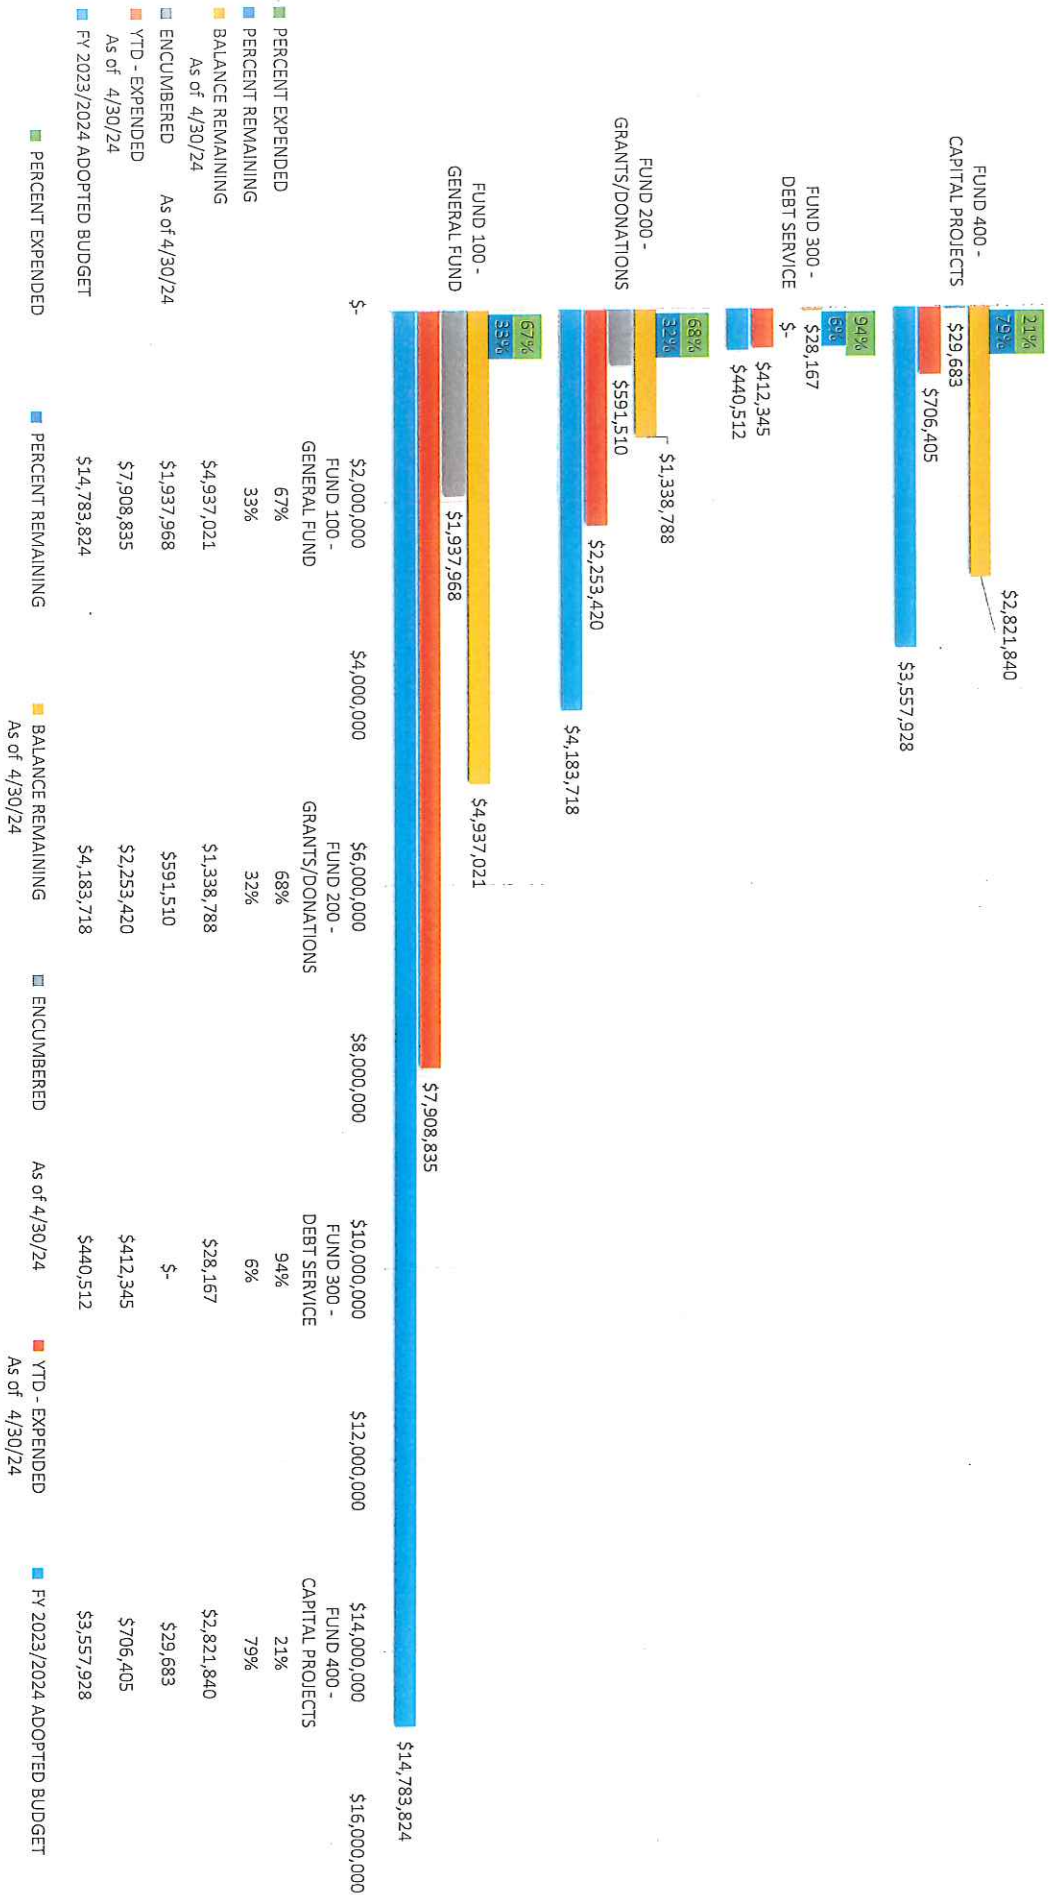 FUND 400 -
CAPITAL PROJECTS
21%
79%
$2,821,840
$29,683
$706,405
$3,557,928
FUND 300 -
DEBT SERVICE
94%
6%
$28,167
$-
$412,345
$440,512
FUND 200 -
GRANTS/DONATIONS
68%
32%
$1,338,788
$591,510
$2,253,420
$4,183,718
FUND 100 -
GENERAL FUND
67%
33%
$4,937,021
$1,937,968
$7,908,835
$14,783,824
$- $2,000,000 $4,000,000 $6,000,000 $8,000,000 $10,000,000 $12,000,000 $14,000,000 $16,000,000
FUND 100 - FUND 200 - FUND 300 - FUND 400 -
GENERAL FUND GRANTS/DONATIONS DEBT SERVICE CAPITAL PROJECTS
PERCENT EXPENDED 67% 68% 94% 21%
PERCENT REMAINING 33% 32% 6% 79%
BALANCE REMAINING $4,937,021 $1,338,788 $28,167 $2,821,840
As of 4/30/24
ENCUMBERED As of 4/30/24 $1,937,968 $591,510 $- $29,683
YTD - EXPENDED $7,908,835 $2,253,420 $412,345 $706,405
As of 4/30/24
FY 2023/2024 ADOPTED BUDGET $14,783,824 $4,183,718 $440,512 $3,557,928
PERCENT EXPENDED PERCENT REMAINING BALANCE REMAINING ENCUMBERED As of 4/30/24 YTD - EXPENDED FY 2023/2024 ADOPTED BUDGET
As of 4/30/24 As of 4/30/24